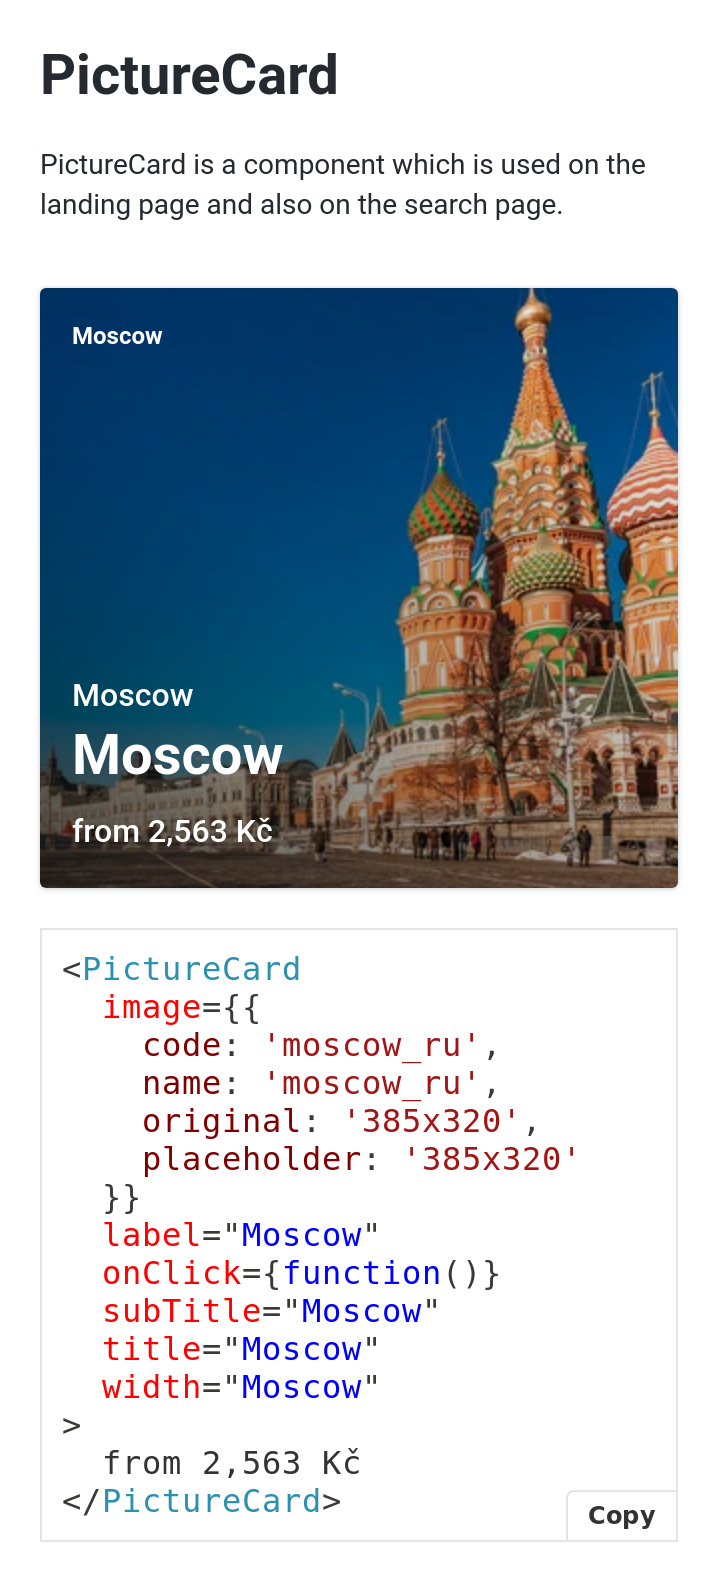 PictureCard
PictureCard is a component which is used on the
landing page and also on the search page.
Moscow
Moscow
Moscow
from 2,563 Kč
<PictureCard
  image={{
    code: 'moscow_ru',
    name: 'moscow_ru',
    original: '385x320',
    placeholder: '385x320'
  }}
  label="Moscow"
  onClick={function()}
  subTitle="Moscow"
  title="Moscow"
  width="Moscow"
>
  from 2,563 Kč
</PictureCard>
Copy